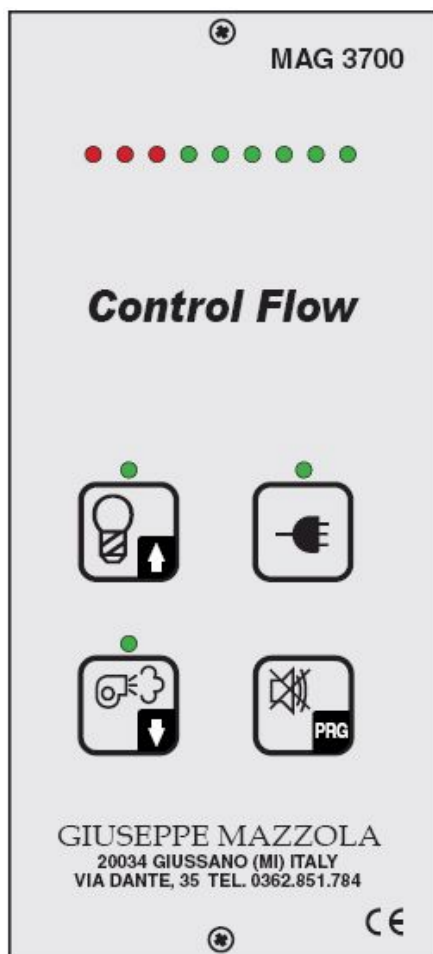 MAG 3700
Control Flow
PRG
GIUSEPPE MAZZOLA
20034 GIUSSANO (MI) ITALY
VIA DANTE, 35 TEL. 0362.851.784
CE